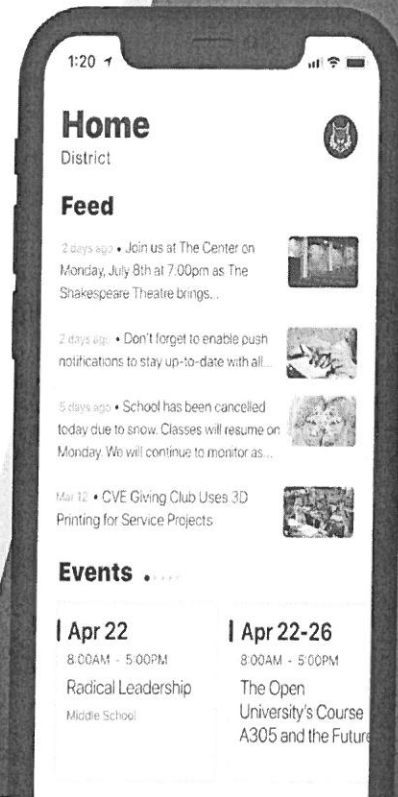 1:20
Home
District
Feed
2 days ago • Join us at The Center on
Monday, July 8th at 7:00pm as The
Shakespeare Theatre brings...
2 days ago • Don't forget to enable push
notifications to stay up-to-date with all...
5 days ago • School has been cancelled
today due to snow. Classes will resume on
Monday. We will continue to monitor as...
Mar 12 • CVE Giving Club Uses 3D
Printing for Service Projects
Events
Apr 22
8:00AM - 5:00PM
Radical Leadership
Middle School
Apr 22-26
8:00AM - 5:00PM
The Open
University's Course
A305 and the Future